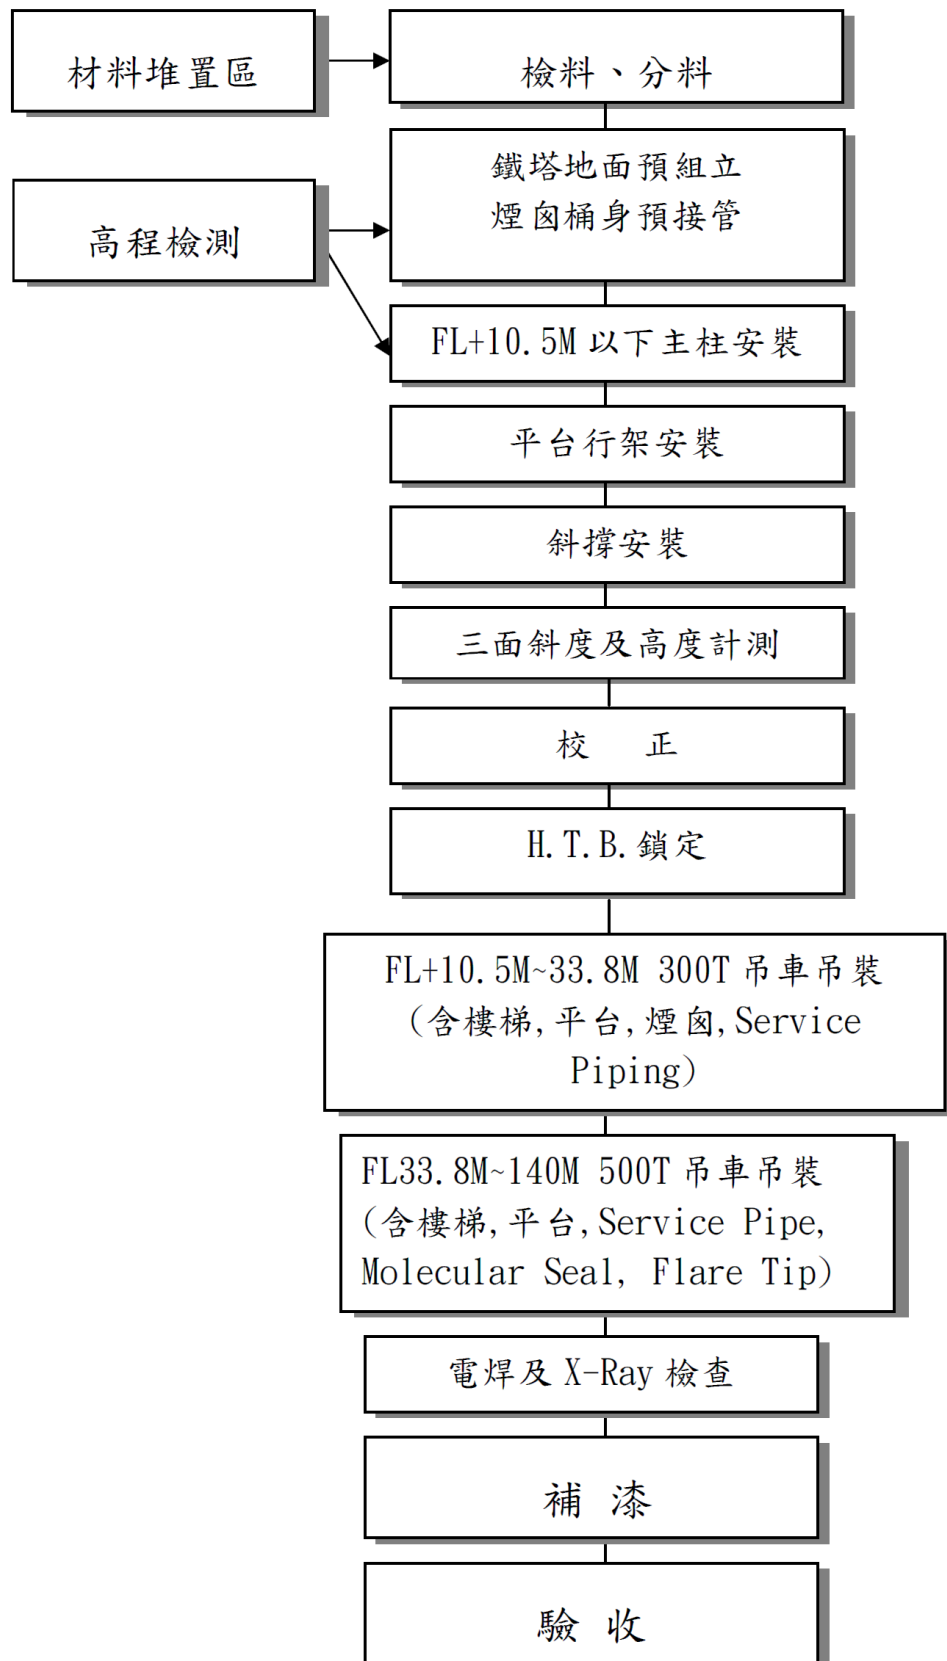 材料堆置區
檢料、分料
鐵塔地面預組立
煙囪桶身預接管
高程檢測
FL+10.5M 以下主柱安裝
平台行架安裝
斜撐安裝
三面斜度及高度計測
校 正
H.T.B.鎖定
FL+10.5M~33.8M 300T 吊車吊裝
(含樓梯,平台,煙囪,Service
Piping)
FL33.8M~140M 500T 吊車吊裝
(含樓梯,平台,Service Pipe,
Molecular Seal, Flare Tip)
電焊及 X-Ray 檢查
補 漆
驗 收